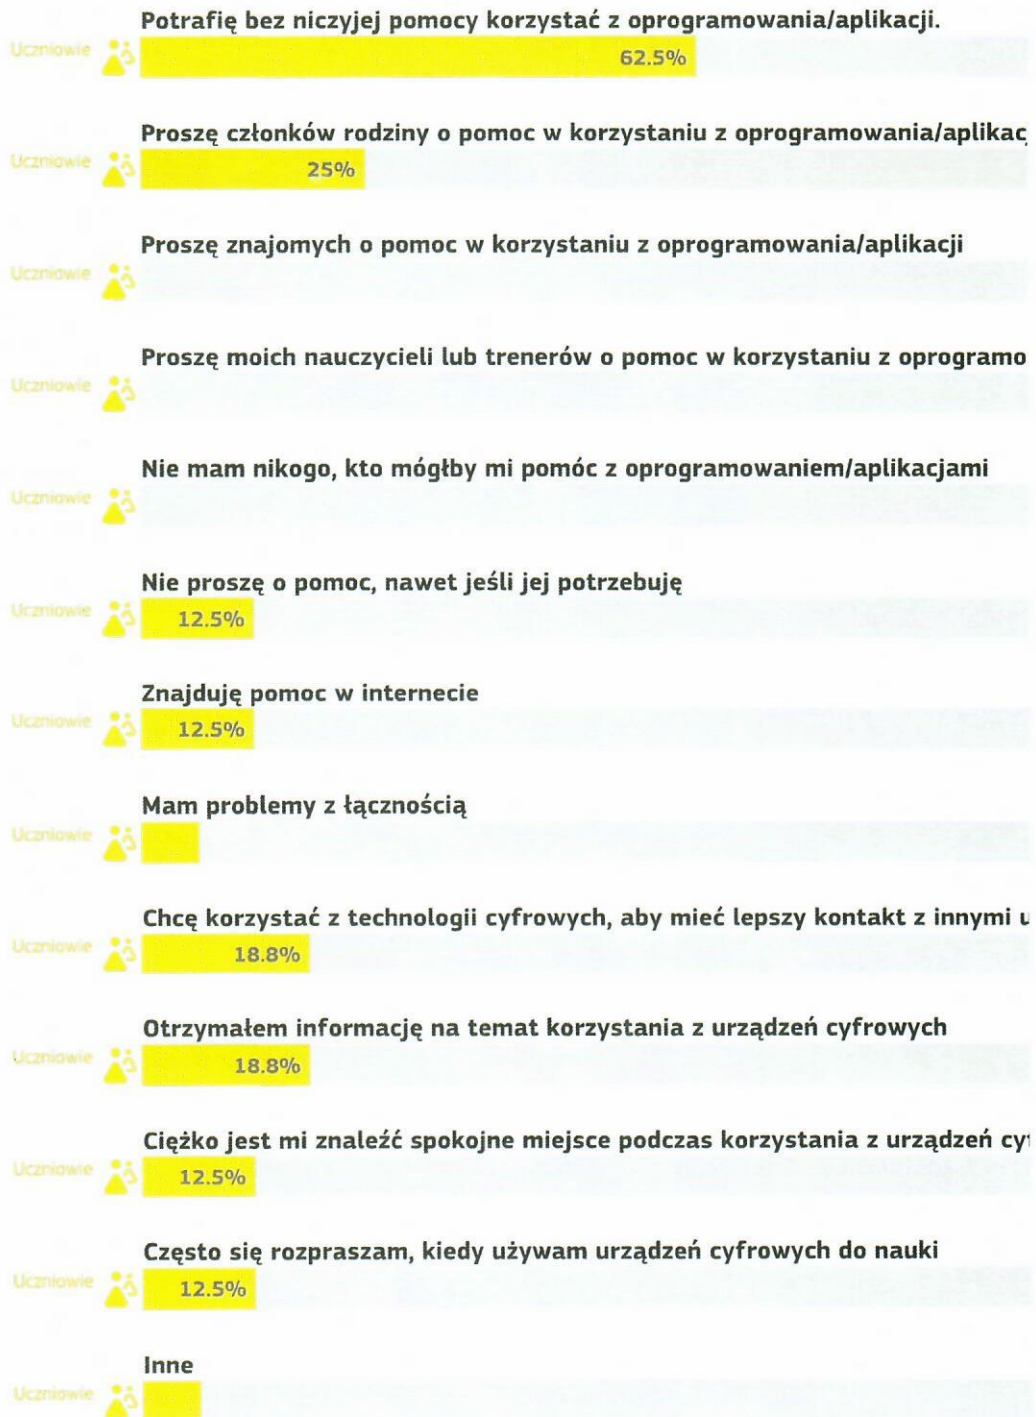 Potrafię bez niczyjej pomocy korzystać z oprogramowania/aplikacji.
Uczniowie 62.5%
Proszę członków rodziny o pomoc w korzystaniu z oprogramowania/aplikac
Uczniowie 25%
Proszę znajomych o pomoc w korzystaniu z oprogramowania/aplikacji
Uczniowie
Proszę moich nauczycieli lub trenerów o pomoc w korzystaniu z oprogramo
Uczniowie
Nie mam nikogo, kto mógłby mi pomóc z oprogramowaniem/aplikacjami
Uczniowie
Nie proszę o pomoc, nawet jeśli jej potrzebuję
Uczniowie 12.5%
Znajduję pomoc w internecie
Uczniowie 12.5%
Mam problemy z łącznością
Uczniowie
Chcę korzystać z technologii cyfrowych, aby mieć lepszy kontakt z innymi u
Uczniowie 18.8%
Otrzymałem informację na temat korzystania z urządzeń cyfrowych
Uczniowie 18.8%
Ciężko jest mi znaleźć spokojne miejsce podczas korzystania z urządzeń cy
Uczniowie 12.5%
Często się rozpraszam, kiedy używam urządzeń cyfrowych do nauki
Uczniowie 12.5%
Inne
Uczniowie